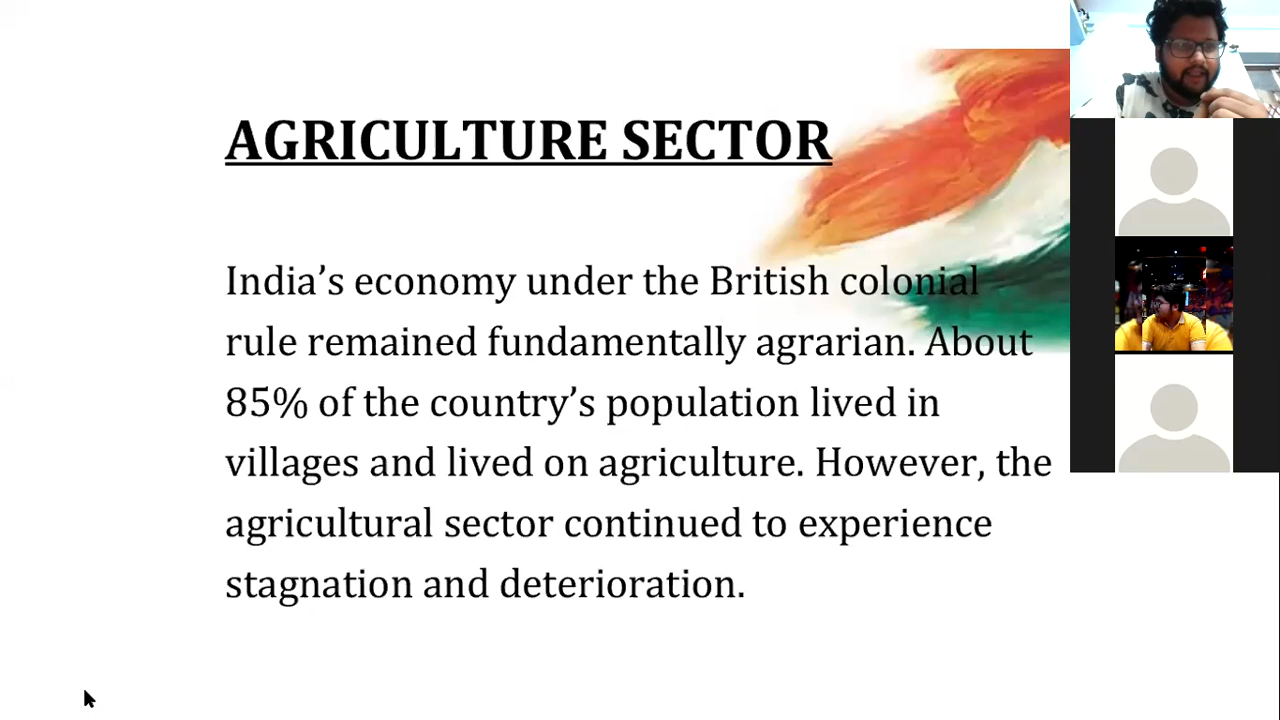 AGRICULTURE SECTOR
India’s economy under the British colonial
rule remained fundamentally agrarian. About
85% of the country’s population lived in
villages and lived on agriculture. However, the
agricultural sector continued to experience
stagnation and deterioration.